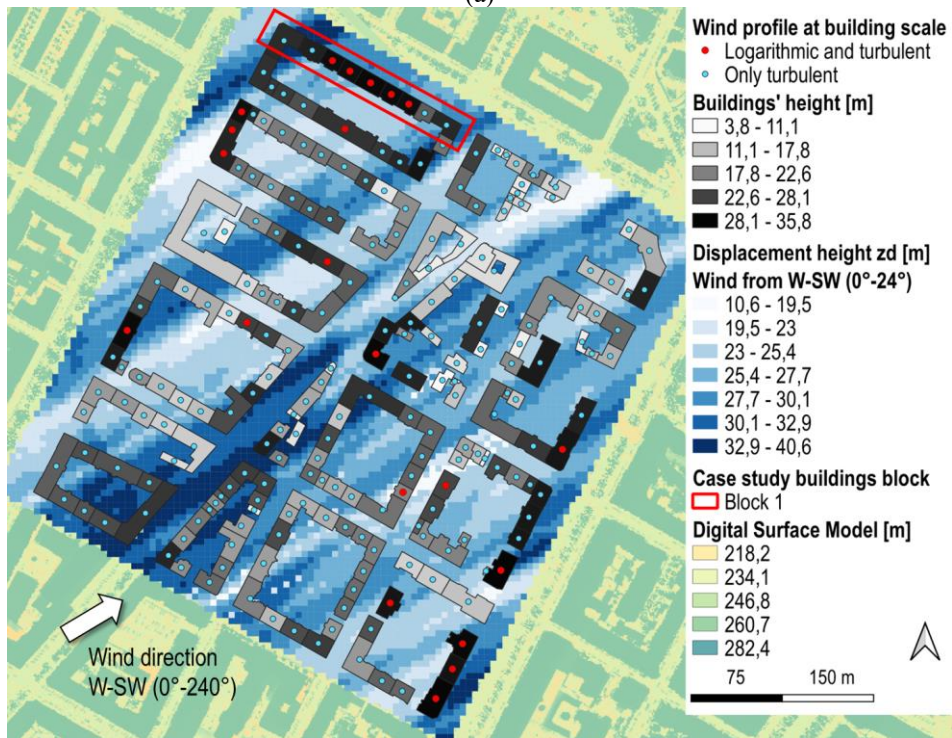 (a)
Wind profile at building scale
Logarithmic and turbulent
Only turbulent
Buildings' height [m]
3,8 - 11,1
11,1 - 17,8
17,8 - 22,6
22,6 - 28,1
28,1 - 35,8
Displacement height zd [m]
Wind from W-SW (0°-24°)
10,6 - 19,5
19,5 - 23
23 - 25,4
25,4 - 27,7
27,7 - 30,1
30,1 - 32,9
32,9 - 40,6
Case study buildings block
Block 1
Digital Surface Model [m]
218,2
234,1
246,8
260,7
282,4
75 150 m
Wind direction
W-SW (0°-240°)